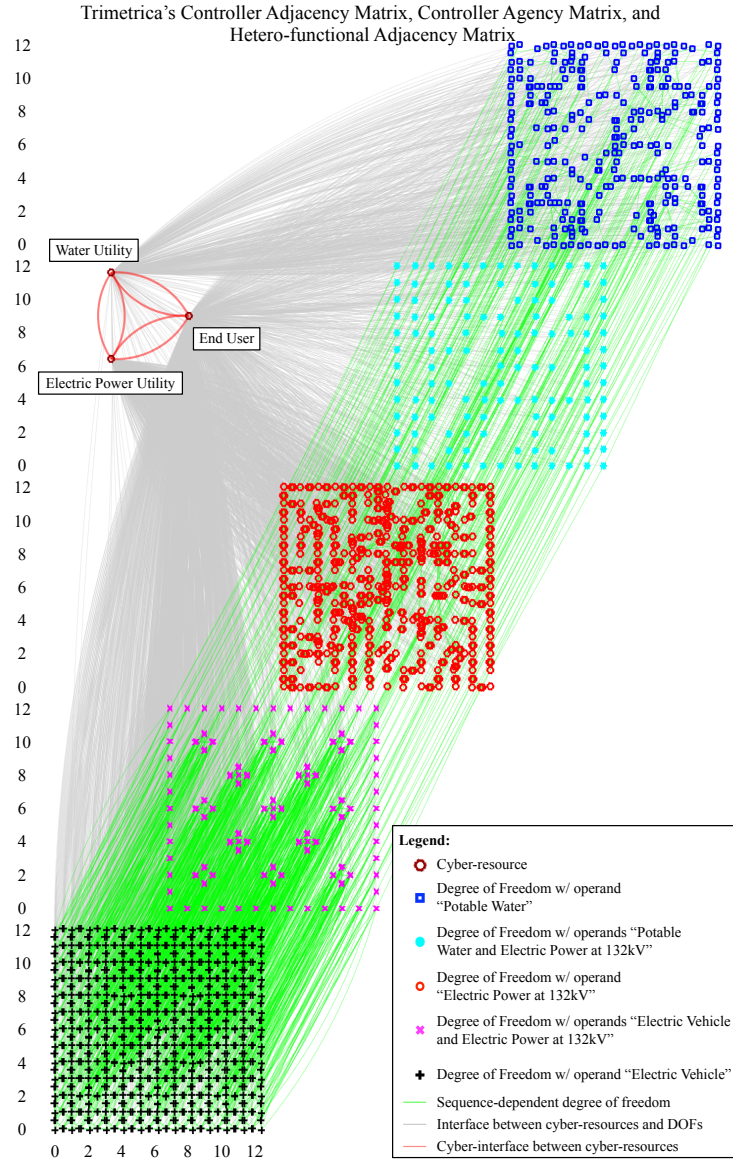 Trimetrica's Controller Adjacency Matrix, Controller Agency Matrix, and
Hetero-functional Adjacency Matrix
12
10
8
6
4
2
0
Water Utility
12
10
8
6
4
2
0
End User
Electric Power Utility
12
10
8
6
4
2
0
12
10
8
6
4
2
0
12
10
8
6
4
2
0
0 2 4 6 8 10 12
Legend:
Cyber-resource
Degree of Freedom w/ operand
“Potable Water”
Degree of Freedom w/ operands “Potable
Water and Electric Power at 132kV”
Degree of Freedom w/ operand
“Electric Power at 132kV”
Degree of Freedom w/ operands “Electric Vehicle
and Electric Power at 132kV”
Degree of Freedom w/ operand “Electric Vehicle”
Sequence-dependent degree of freedom
Interface between cyber-resources and DOFs
Cyber-interface between cyber-resources